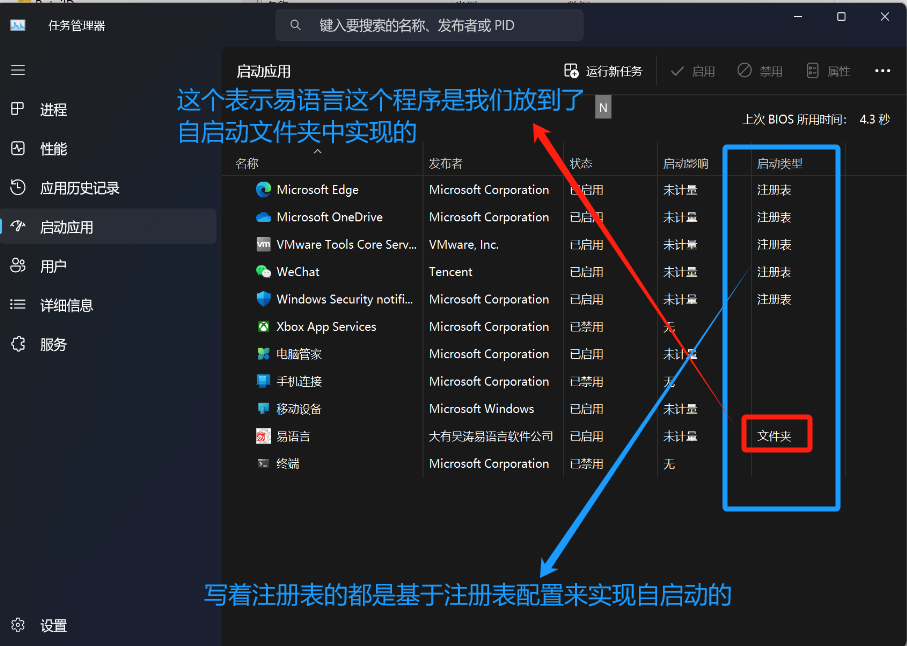 任务管理器
键入要搜索的名称、发布者或 PID
启动应用
运行新任务
启用
禁用
属性
这个表示易语言这个程序是我们放到了
自启动文件夹中实现的
N
上次 BIOS 所用时间: 4.3 秒
进程
性能
应用历史记录
启动应用
用户
详细信息
服务
设置
名称 发布者 状态 启动影响 启动类型
Microsoft Edge Microsoft Corporation 已启用 未计量 注册表
Microsoft OneDrive Microsoft Corporation 已启用 未计量 注册表
vm VMware Tools Core Serv... VMware, Inc. 已启用 未计量 注册表
WeChat Tencent 已启用 未计量 注册表
Windows Security notifi... Microsoft Corporation 已启用 未计量 注册表
Xbox App Services Microsoft Corporation 已禁用 无
电脑管家 Microsoft Corporation 已启用 未计量
手机连接 Microsoft Corporation 已禁用 无
移动设备 Microsoft Windows 已启用 未计量
易语言 大有吴涛易语言软件公司 已启用 未计量 文件夹
终端 Microsoft Corporation 已禁用 无
写着注册表的都是基于注册表配置来实现自启动的